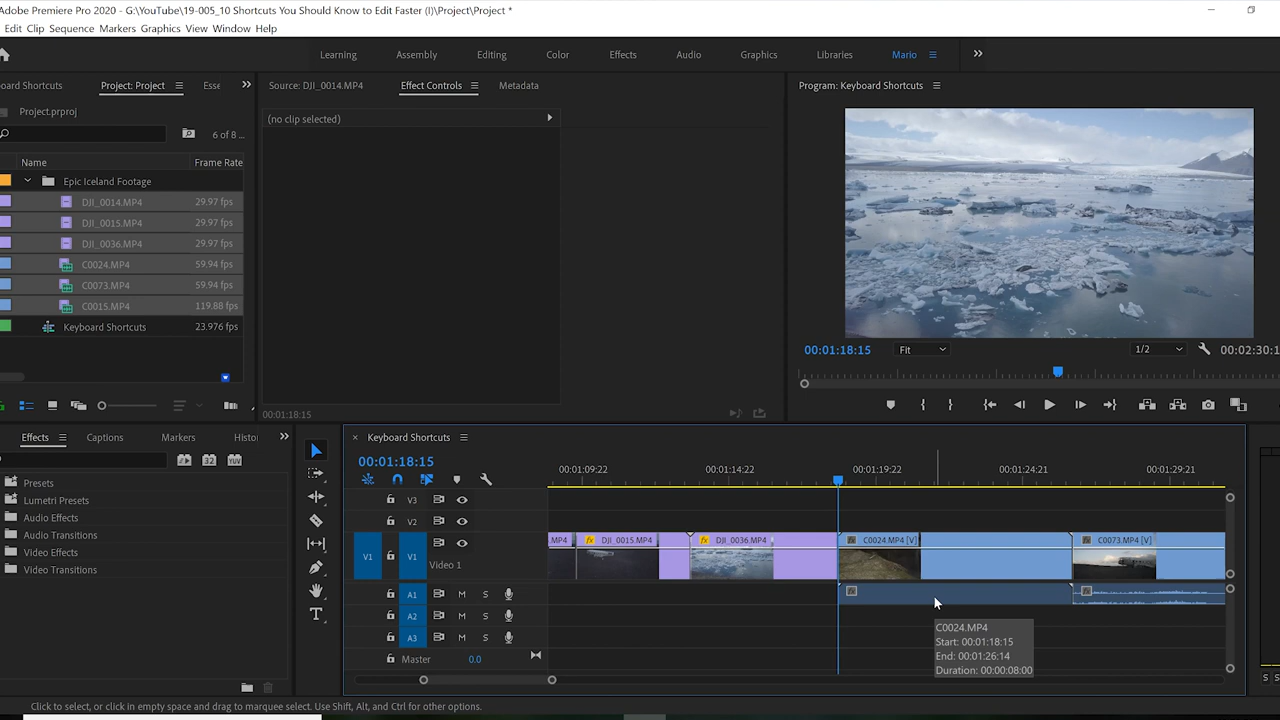 Adobe Premiere Pro 2020 - G:\YouTube\19-005_10 Shortcuts You Should Know to Edit Faster (I)\Project\Project *
Edit Clip Sequence Markers Graphics View Window Help
Learning Assembly Editing Color Effects Audio Graphics Libraries Mario
oard Shortcuts Project: Project Esse
Source: DJI_0014.MP4 Effect Controls Metadata
Program: Keyboard Shortcuts
Project.prproj
(no clip selected)
6 of 8 ...
Name Frame Rate
Epic Iceland Footage
DJI_0014.MP4 29.97 fps
DJI_0015.MP4 29.97 fps
DJI_0036.MP4 29.97 fps
C0024.MP4 59.94 fps
C0073.MP4 59.94 fps
C0015.MP4 119.88 fps
Keyboard Shortcuts 23.976 fps
00:01:18:15 Fit 1/2 00:02:30:1
00:01:18:15
Effects Captions Markers Histo
Keyboard Shortcuts
32 YUV
00:01:18:15
00:01:09:22 00:01:14:22 00:01:19:22 00:01:24:21 00:01:29:21
Presets
Lumetri Presets
Audio Effects
Audio Transitions
Video Effects
Video Transitions
V3
V2
V1 V1 Video 1
.MP4 fx DJI_0015.MP4 fx DJI_0036.MP4 fx C0024.MP4 [V] fx C0073.MP4 [V]
A1 M S fx fx
A2 M S
A3 M S
Master 0.0
C0024.MP4
Start: 00:01:18:15
End: 00:01:26:14
Duration: 00:00:08:00
S S
Click to select, or click in empty space and drag to marquee select. Use Shift, Alt, and Ctrl for other options.